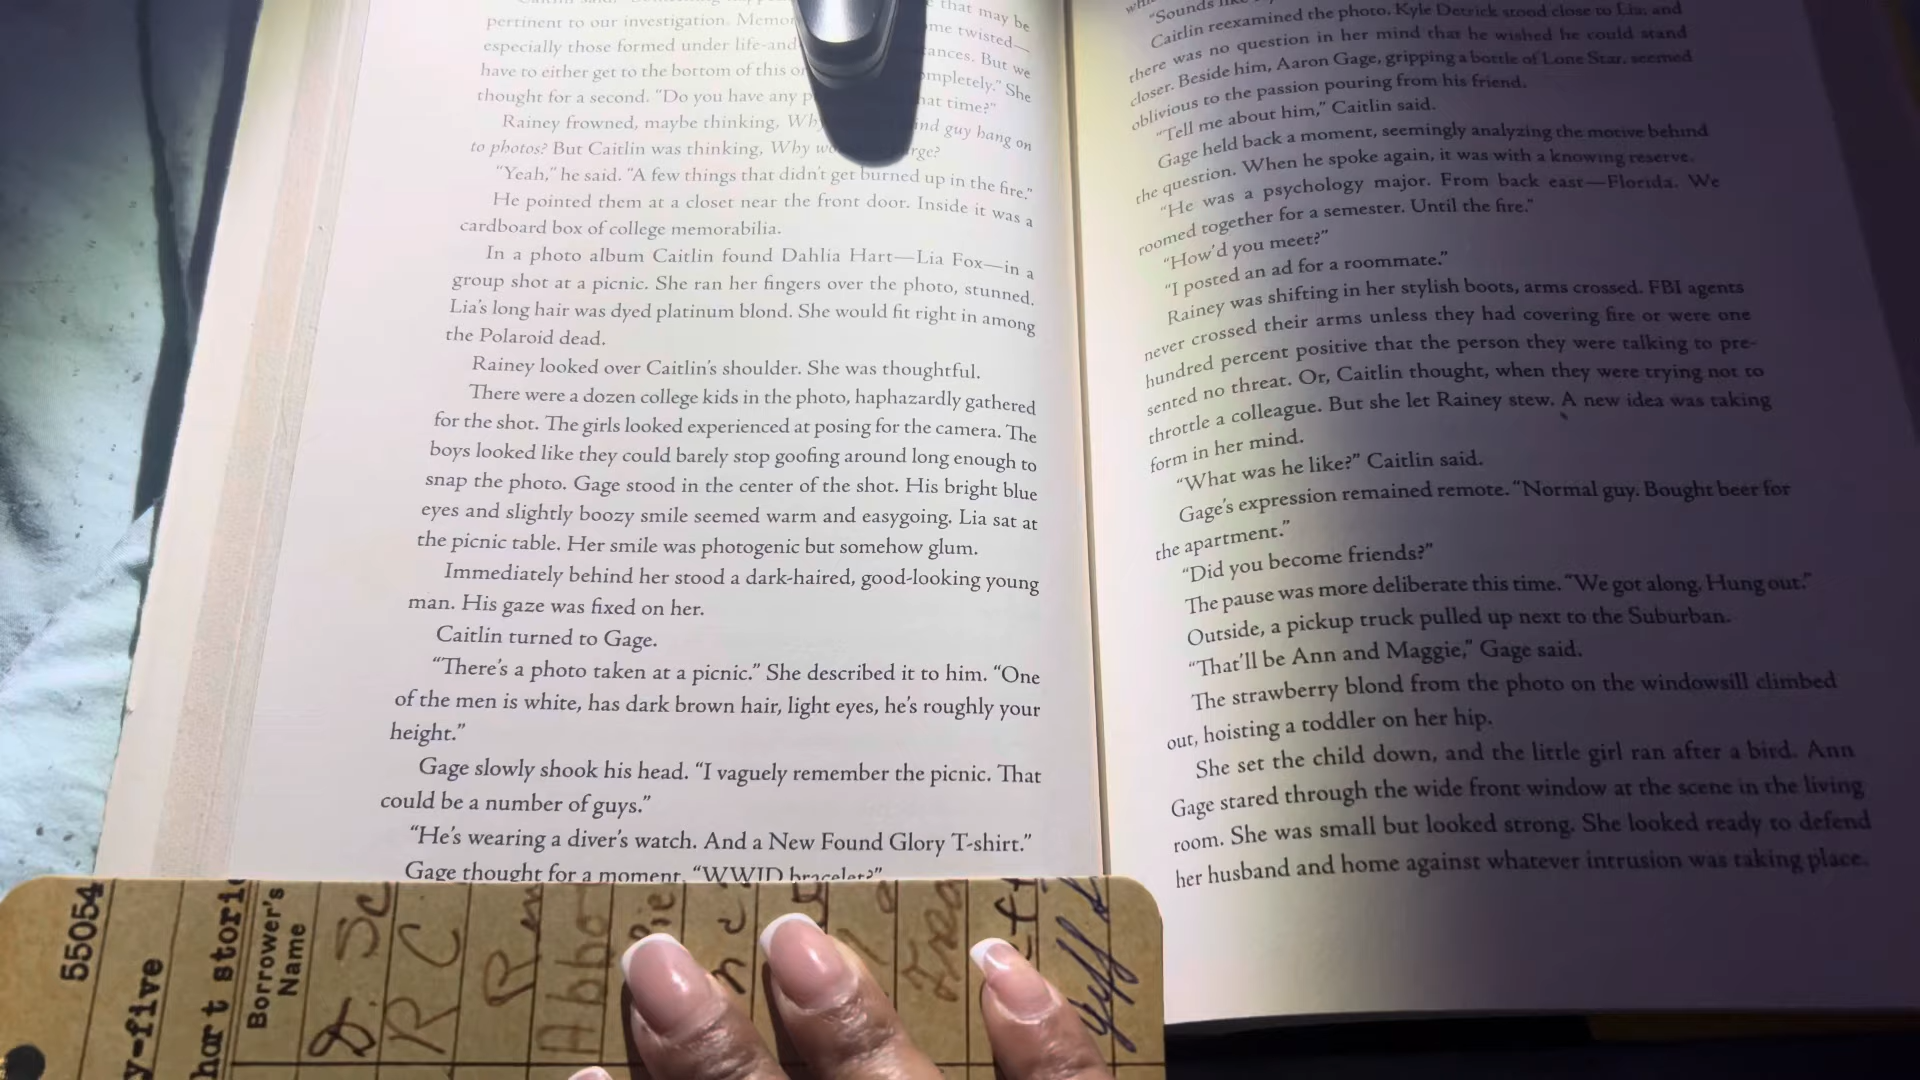 that may be
pertinent to our investigation. me twisted—
especially those formed under life-and ances. But we
have to either get to the bottom of this mpletely." She
thought for a second. "Do you have any hat time?"
Rainey frowned, maybe thinking, guy hang on
to photos? But Caitlin was thinking, Why
"Yeah," he said. "A few things that didn't get burned up in the fire."
He pointed them at a closet near the front door. Inside it was a
cardboard box of college memorabilia.
In a photo album Caitlin found Dahlia Hart—Lia Fox—in a
group shot at a picnic. She ran her fingers over the photo, stunned.
Lia's long hair was dyed platinum blond. She would fit right in among
the Polaroid dead.
Rainey looked over Caitlin's shoulder. She was thoughtful.
There were a dozen college kids in the photo, haphazardly gathered
for the shot. The girls looked experienced at posing for the camera. The
boys looked like they could barely stop goofing around long enough to
snap the photo. Gage stood in the center of the shot. His bright blue
eyes and slightly boozy smile seemed warm and easygoing. Lia sat at
the picnic table. Her smile was photogenic but somehow glum.
Immediately behind her stood a dark-haired, good-looking young
man. His gaze was fixed on her.
Caitlin turned to Gage.
"There's a photo taken at a picnic." She described it to him. "One
of the men is white, has dark brown hair, light eyes, he's roughly your
height."
Gage slowly shook his head. "I vaguely remember the picnic. That
could be a number of guys."
"He's wearing a diver's watch. And a New Found Glory T-shirt."
Gage thought for a moment. "WWJD bracelet?"
"Sounds
Caitlin reexamined the photo. Kyle Detrick stood close to Lia, and
there was no question in her mind that he wished he could stand
closer. Beside him, Aaron Gage, gripping a bottle of Lone Star, seemed
oblivious to the passion pouring from his friend.
"Tell me about him," Caitlin said.
Gage held back a moment, seemingly analyzing the motive behind
the question. When he spoke again, it was with a knowing reserve.
"He was a psychology major. From back east—Florida. We
roomed together for a semester. Until the fire."
"How'd you meet?"
"I posted an ad for a roommate."
Rainey was shifting in her stylish boots, arms crossed. FBI agents
never crossed their arms unless they had covering fire or were one
hundred percent positive that the person they were talking to pre-
sented no threat. Or, Caitlin thought, when they were trying not to
throttle a colleague. But she let Rainey stew. A new idea was taking
form in her mind.
"What was he like?" Caitlin said.
Gage's expression remained remote. "Normal guy. Bought beer for
the apartment."
"Did you become friends?"
The pause was more deliberate this time. "We got along. Hung out."
Outside, a pickup truck pulled up next to the Suburban.
"That'll be Ann and Maggie," Gage said.
The strawberry blond from the photo on the windowsill climbed
out, hoisting a toddler on her hip.
She set the child down, and the little girl ran after a bird. Ann
Gage stared through the wide front window at the scene in the living
room. She was small but looked strong. She looked ready to defend
her husband and home against whatever intrusion was taking place.
55054
y-five
hort stori
Borrower's
Name
R C